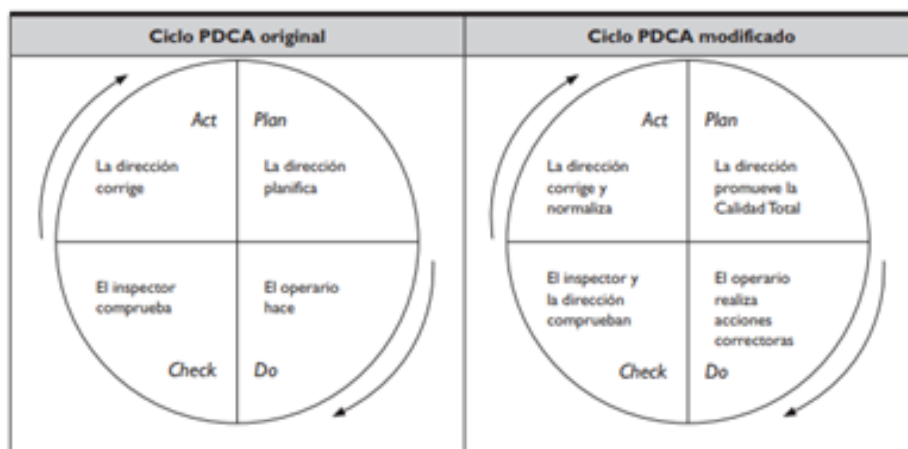 Ciclo PDCA original
Act
Plan
La dirección
corrige
La dirección
planifica
El inspector
comprueba
El operario
hace
Check
Do
Ciclo PDCA modificado
Act
Plan
La dirección
corrige y
normaliza
La dirección
promueve la
Calidad Total
El inspector y
la dirección
comprueban
El operario
realiza
acciones
correctoras
Check
Do